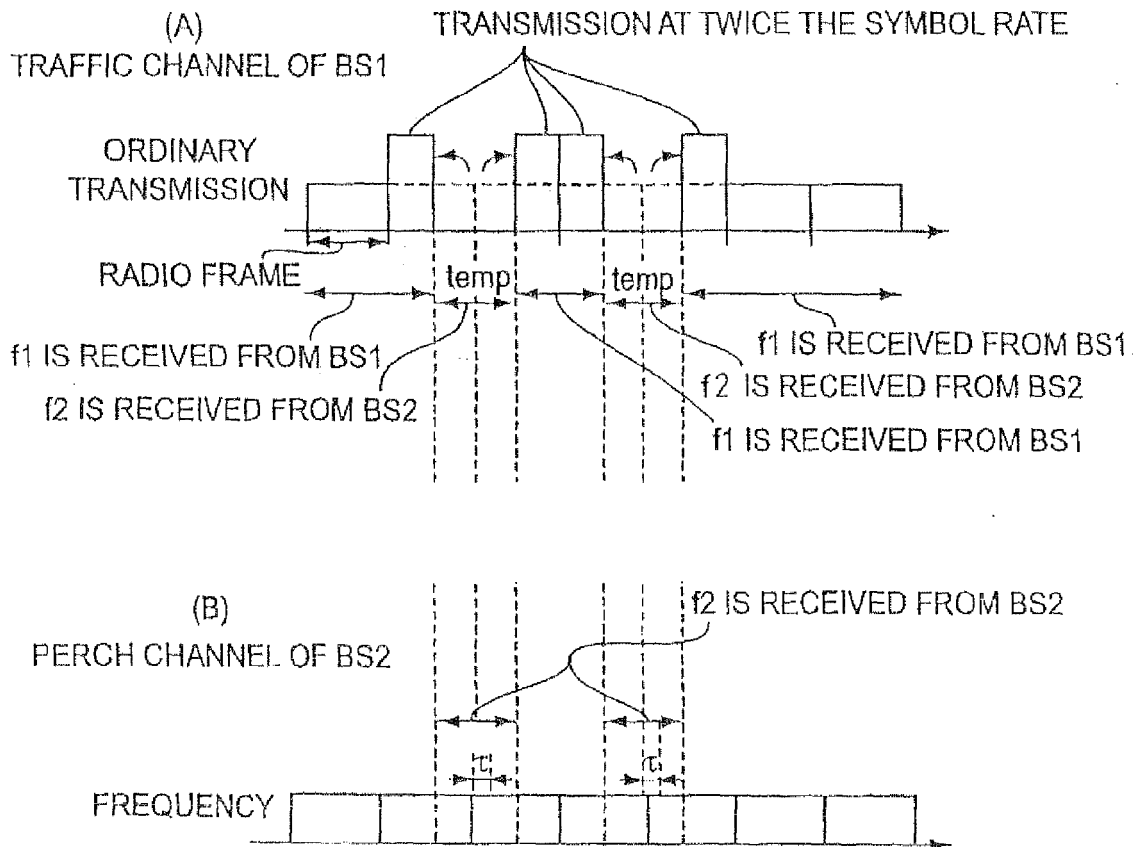 (A)
TRAFFIC CHANNEL OF BS1
TRANSMISSION AT TWICE THE SYMBOL RATE
ORDINARY
TRANSMISSION
RADIO FRAME
temp
temp
f1 IS RECEIVED FROM BS1
f2 IS RECEIVED FROM BS2
f1 IS RECEIVED FROM BS1
f2 IS RECEIVED FROM BS2
f1 IS RECEIVED FROM BS1
(B)
PERCH CHANNEL OF BS2
f2 IS RECEIVED FROM BS2
τ
τ
FREQUENCY